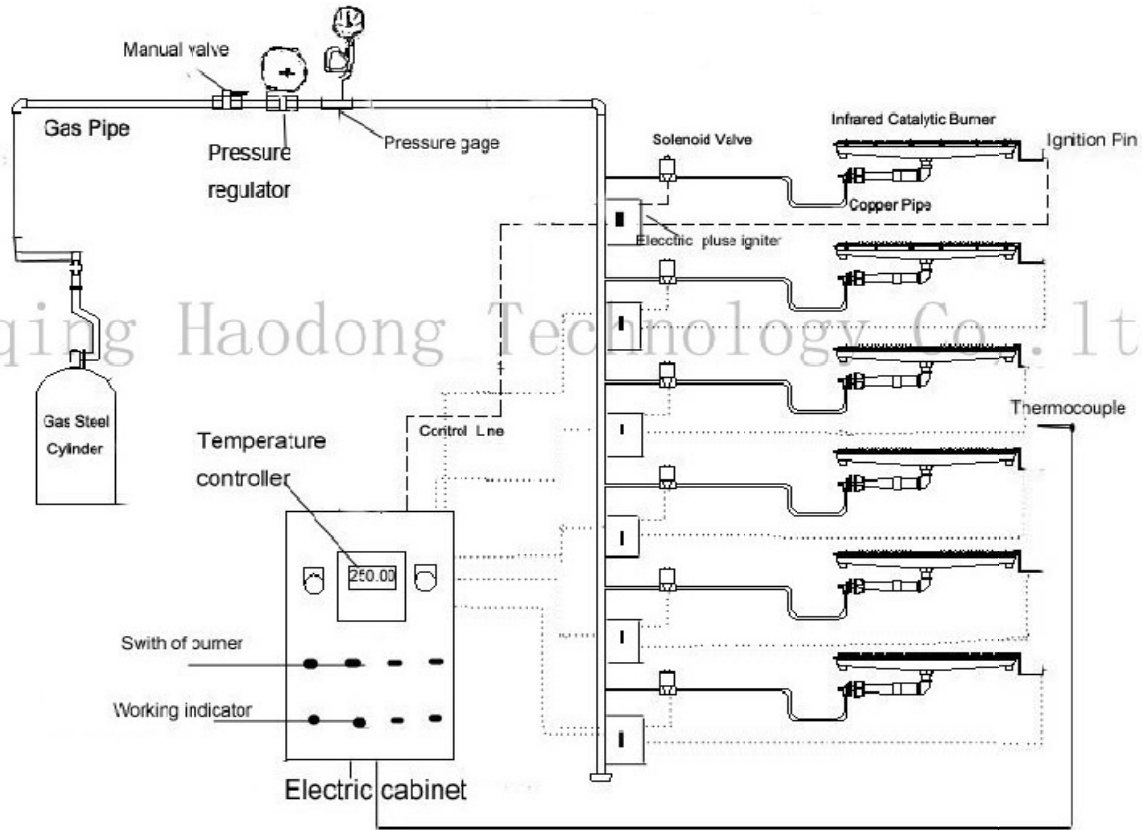 Manual valve
Gas Pipe
Pressure
regulator
Pressure gage
Solenoid Valve
Infrared Catalytic Burner
Ignition Pin
Copper Pipe
Elecctric pluse igniter
qing Haodong Technology Co,. lt
Gas Steel
Cylinder
Temperature
controller
Control Line
Thermocouple
250.00
Swith of burner
Working indicator
Electric cabinet